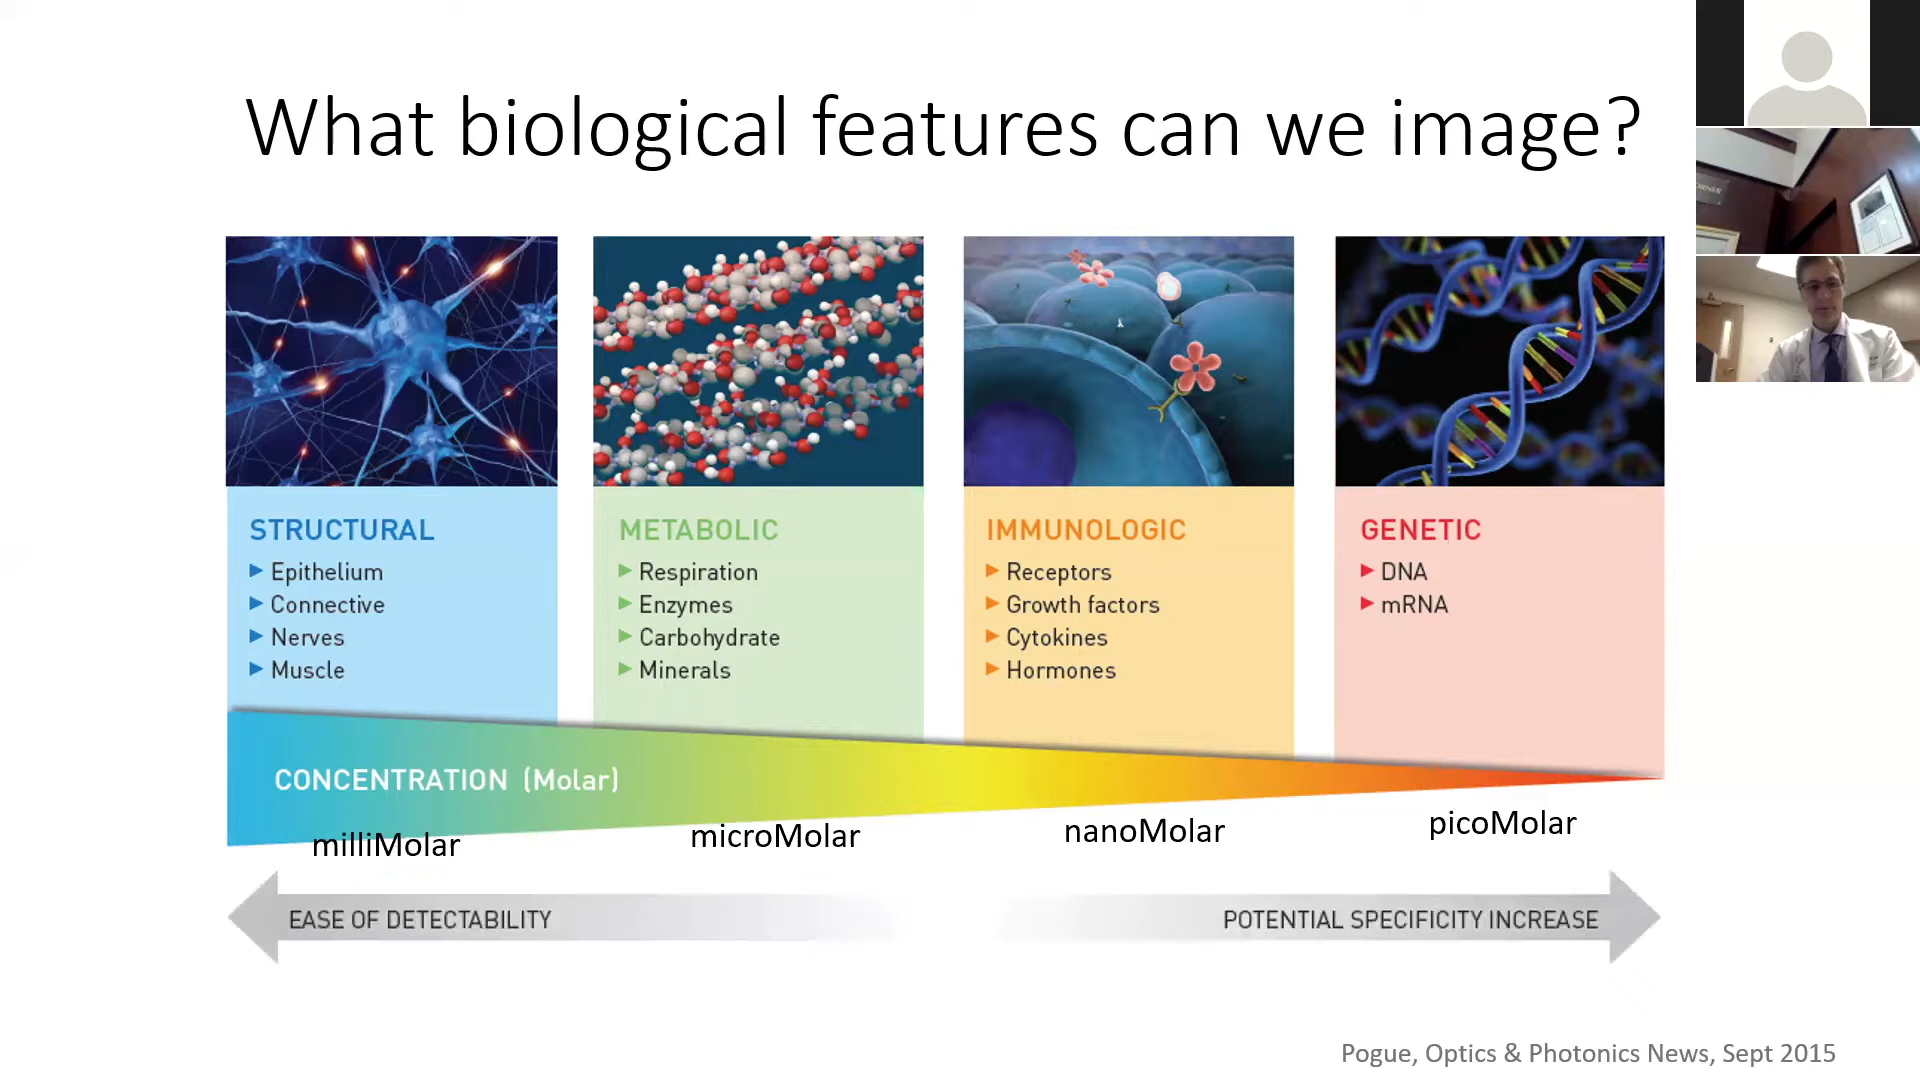 What biological features can we image?
STRUCTURAL
Epithelium
Connective
Nerves
Muscle
METABOLIC
Respiration
Enzymes
Carbohydrate
Minerals
IMMUNOLOGIC
Receptors
Growth factors
Cytokines
Hormones
GENETIC
DNA
mRNA
CONCENTRATION (Molar)
milliMolar
microMolar
nanoMolar
picoMolar
EASE OF DETECTABILITY
POTENTIAL SPECIFICITY INCREASE
Pogue, Optics & Photonics News, Sept 2015